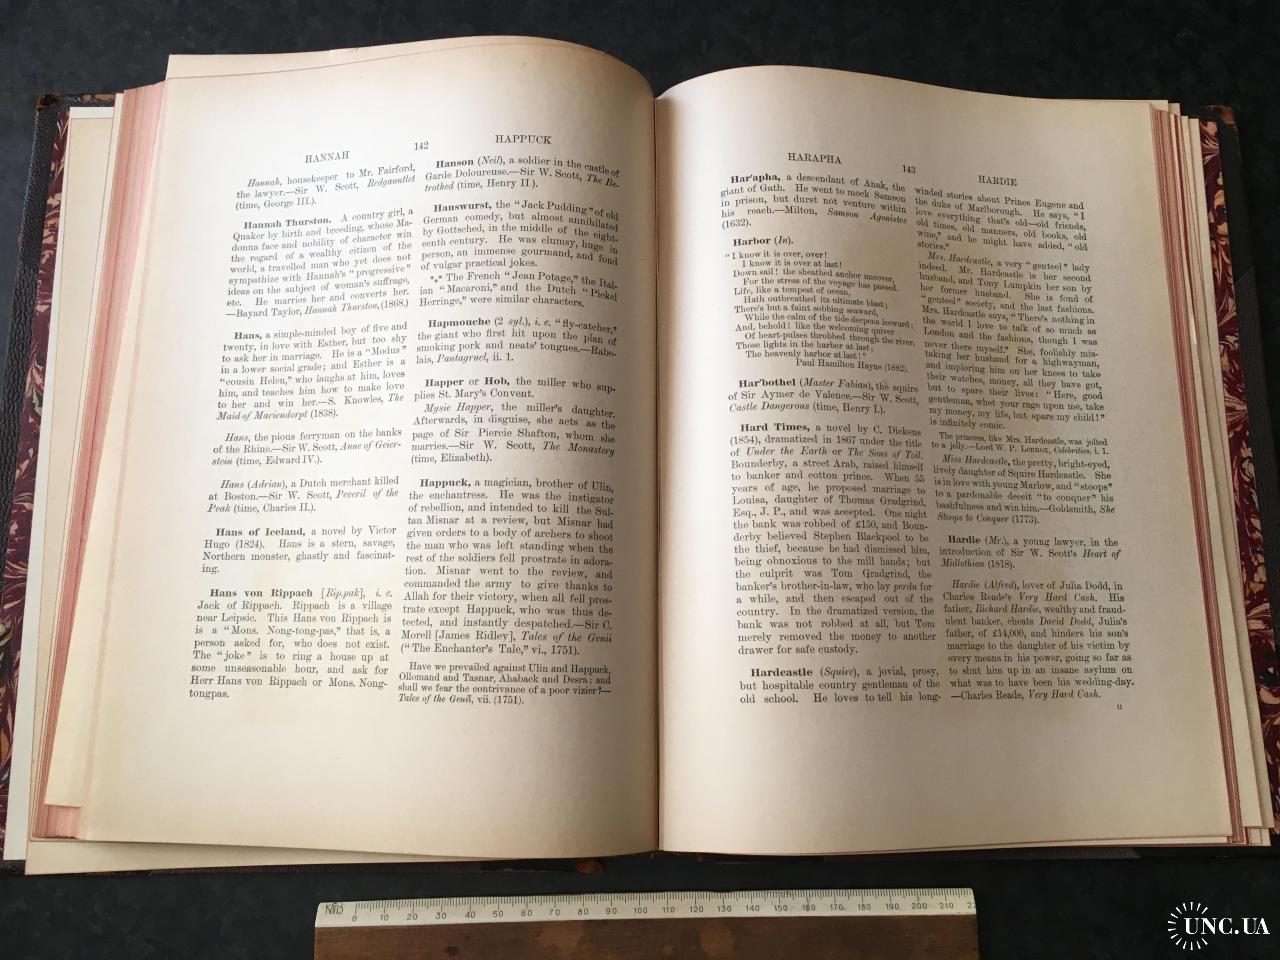 HANNAH
142
HAPPUCK
Hannah, housekeeper to Mr. Fairford,
the lawyer.—Sir W. Scott, Redgauntlet
(time, George III.).
Hannah Thurston. A country girl, a
Quaker by birth and breeding, whose Ma-
donna face and nobility of character win
the regard of a wealthy citizen of the
world, a travelled man who yet does not
sympathize with Hannah's "progressive"
ideas on the subject of woman's suffrage,
etc. He marries her and converts her.
—Bayard Taylor, Hannah Thurston, (1868.)
Hans, a simple-minded boy of five and
twenty, in love with Esther, but too shy
to ask her in marriage. He is a "Modus"
in a lower social grade; and Esther is a
"cousin Helen," who laughs at him, loves
him, and teaches him how to make love
to her and win her.—S. Knowles, The
Maid of Mariendorpt (1838).
Hans, the pious ferryman on the banks
of the Rhine.—Sir W. Scott, Anne of Geier-
stein (time, Edward IV.).
Hans (Adrian), a Dutch merchant killed
at Boston.—Sir W. Scott, Peveril of the
Peak (time, Charles II.).
Hans of Iceland, a novel by Victor
Hugo (1824). Hans is a stern, savage,
Northern monster, ghastly and fascinat-
ing.
Hans von Rippach [Rip.pak], i. e.
Jack of Rippach. Rippach is a village
near Leipsic. This Hans von Rippach is
is a "Mons. Nong-tong-pas," that is, a
person asked for, who does not exist.
The "joke" is to ring a house up at
some unseasonable hour, and ask for
Herr Hans von Rippach or Mons. Nong-
tongpas.
Hanson (Neil), a soldier in the castle of
Garde Doloureuse.—Sir W. Scott, The Be-
trothed (time, Henry II.).
Hanswurst, the "Jack Pudding" of old
German comedy, but almost annihilated
by Gottsched, in the middle of the eight-
eenth century. He was clumsy, huge in
person, an immense gourmand, and fond
of vulgar practical jokes.
*** The French "Jean Potage," the Ital-
ian "Macaroni," and the Dutch "Pickel
Herringe," were similar characters.
Hapmouche (2 syl.), i. e. "fly-catcher,"
the giant who first hit upon the plan of
smoking pork and neats' tongues.—Rabe-
lais, Pantagruel, ii. 1.
Happer or Hob, the miller who sup-
plies St. Mary's Convent.
Mysie Happer, the miller's daughter.
Afterwards, in disguise, she acts as the
page of Sir Piercie Shafton, whom she
marries.—Sir W. Scott, The Monastery
(time, Elizabeth).
Happuck, a magician, brother of Ulin,
the enchantress. He was the instigator
of rebellion, and intended to kill the Sul-
tan Misnar at a review, but Misnar had
given orders to a body of archers to shoot
the man who was left standing when the
rest of the soldiers fell prostrate in adora-
tion. Misnar went to the review, and
commanded the army to give thanks to
Allah for their victory, when all fell pros-
trate except Happuck, who was thus de-
tected, and instantly despatched.—Sir C.
Morell [James Ridley], Tales of the Genii
("The Enchanter's Tale," vi., 1751).
Have we prevailed against Ulin and Happuck,
Ollomand and Tasnar, Ahaback and Desra; and
shall we fear the contrivance of a poor vizier?—
Tales of the Genii, vii. (1751).
HARAPHA
143
HARDIE
Har'apha, a descendant of Anak, the
giant of Gath. He went to mock Samson
in prison, but durst not venture within
his reach.—Milton, Samson Agonistes
(1632).
Harbor (In).
"I know it is over, over!
I know it is over at last!
Down sail! the sheathed anchor uncover,
For the stress of the voyage has passed.
Life, like a tempest of ocean,
Hath outbreathed its ultimate blast;
There's but a faint sobbing seaward,
While the calm of the tide deepens leeward;
And, behold! like the welcoming quiver
Of heart-pulses throbbed through the river,
Those lights in the harbor at last;
The heavenly harbor at last!"
Paul Hamilton Hayne (1882).
Har'bothel (Master Fabian), the squire
of Sir Aymer de Valence.—Sir W. Scott,
Castle Dangerous (time, Henry I.).
Hard Times, a novel by C. Dickens
(1854), dramatized in 1867 under the title
of Under the Earth or The Sons of Toil.
Bounderby, a street Arab, raised himself
to banker and cotton prince. When 55
years of age, he proposed marriage to
Louisa, daughter of Thomas Gradgrind,
Esq., J. P., and was accepted. One night
the bank was robbed of £150, and Boun-
derby believed Stephen Blackpool to be
the thief, because he had dismissed him,
being obnoxious to the mill hands; but
the culprit was Tom Gradgrind, the
banker's brother-in-law, who lay perdu for
a while, and then escaped out of the
country. In the dramatized version, the
bank was not robbed at all, but Tom
merely removed the money to another
drawer for safe custody.
Hardcastle (Squire), a jovial, prosy,
but hospitable country gentleman of the
old school. He loves to tell his long-
winded stories about Prince Eugene and
the duke of Marlborough. He says, "I
love everything that's old—old friends,
old times, old manners, old books, old
wine," and he might have added, "old
stories."
Mrs. Hardcastle, a very "genteel" lady
indeed. Mr. Hardcastle is her second
husband, and Tony Lumpkin her son by
her former husband. She is fond of
"genteel" society, and the last fashions.
Mrs. Hardcastle says, "There's nothing in
the world I love to talk of so much as
London and the fashions, though I was
never there myself." She, foolishly mis-
taking her husband for a highwayman,
and imploring him on her knees to take
their watches, money, all they have got,
but to spare their lives: "Here, good
gentleman, whet your rage upon me, take
my money, my life, but spare my child!"
is infinitely comic.
The princess, like Mrs. Hardcastle, was jolted
to a jelly.—Lord W. P. Lennox, Celebrities, i. 1.
Miss Hardcastle, the pretty, bright-eyed,
lively daughter of Squire Hardcastle. She
is in love with young Marlow, and "stoops"
to a pardonable deceit "to conquer" his
bashfulness and win him.—Goldsmith, She
Stoops to Conquer (1773).
Hardie (Mr.), a young lawyer, in the
introduction of Sir W. Scott's Heart of
Midlothian (1818).
Hardie (Alfred), lover of Julia Dodd, in
Charles Reade's Very Hard Cash. His
father, Richard Hardie, wealthy and fraud-
ulent banker, cheats David Dodd, Julia's
father, of £14,000, and hinders his son's
marriage to the daughter of his victim by
every means in his power, going so far as
to shut him up in an insane asylum on
what was to have been his wedding-day.
—Charles Reade, Very Hard Cash.
11
0 10 20 30 40 50 60 70 80 90 100 110 120 130 140 150 160 170 180 190 200 210 22
UNC.UA